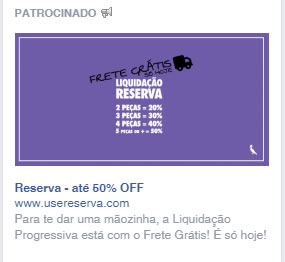 PATROCINADO
FRETE GRÁTIS
SÓ HOJE
LIQUIDAÇÃO
RESERVA
2 PEÇAS = 20%
3 PEÇAS = 30%
4 PEÇAS = 40%
5 PEÇAS OU + = 50%
Reserva - até 50% OFF
www.usereserva.com
Para te dar uma mãozinha, a Liquidação
Progressiva está com o Frete Grátis! É só hoje!